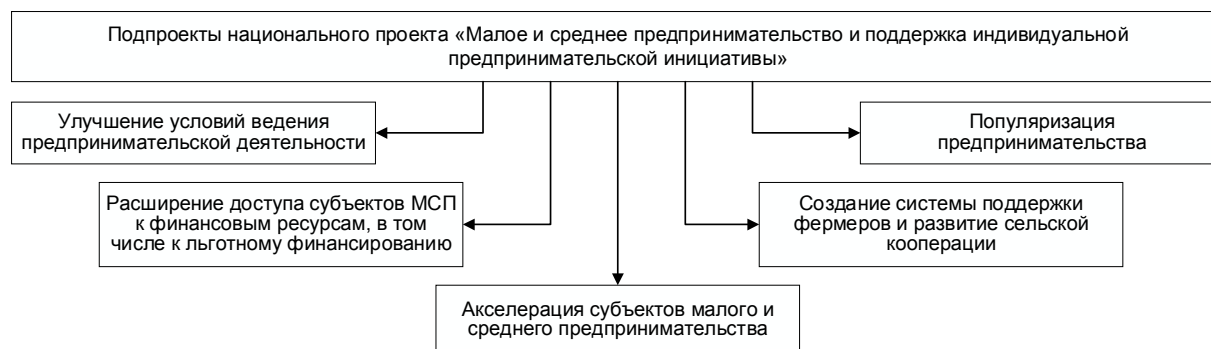 Подпроекты национального проекта «Малое и среднее предпринимательство и поддержка индивидуальной
предпринимательской инициативы»
Улучшение условий ведения
предпринимательской деятельности
Популяризация
предпринимательства
Расширение доступа субъектов МСП
к финансовым ресурсам, в том
числе к льготному финансированию
Создание системы поддержки
фермеров и развитие сельской
кооперации
Акселерация субъектов малого и
среднего предпринимательства